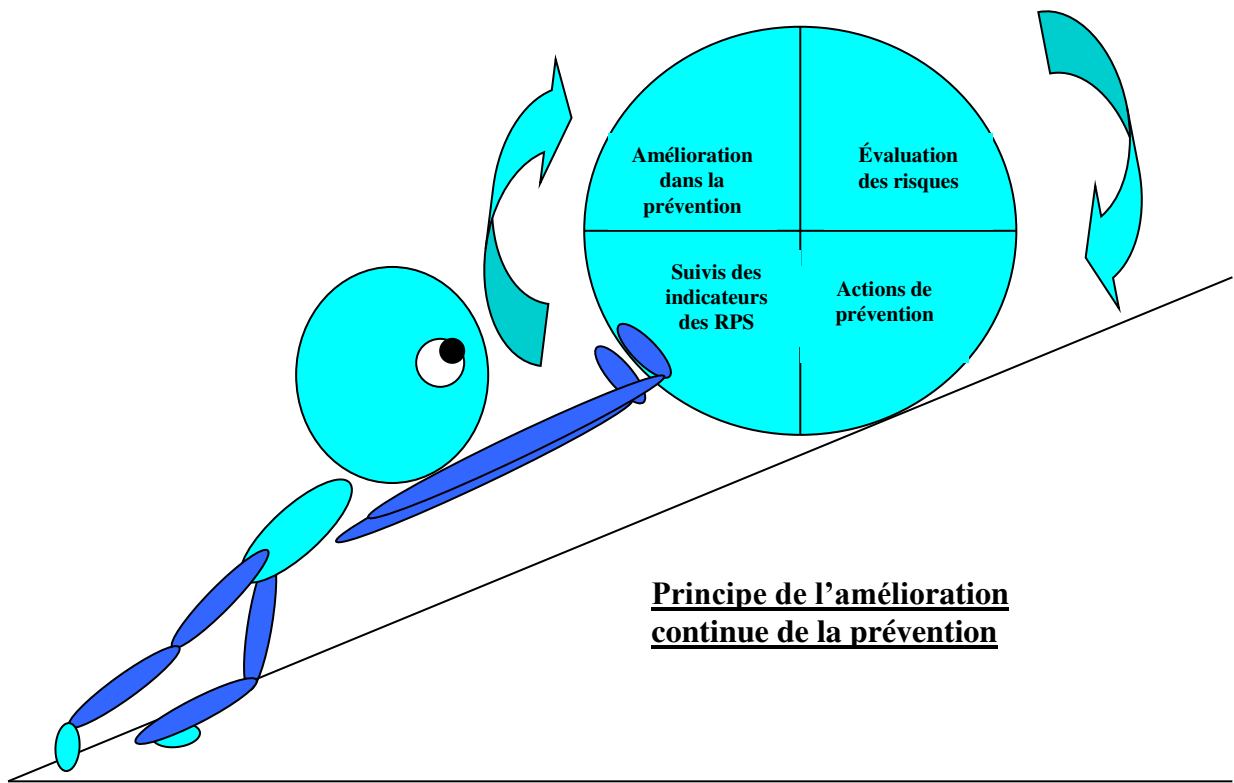 Amélioration
dans la
prévention
Évaluation
des risques
Suivis des
indicateurs
des RPS
Actions de
prévention
Principe de l’amélioration
continue de la prévention